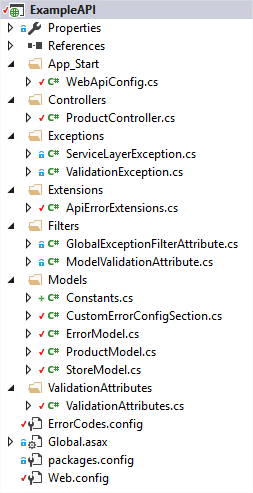 ExampleAPI
Properties
References
App_Start
C# WebApiConfig.cs
Controllers
C# ProductController.cs
Exceptions
C# ServiceLayerException.cs
C# ValidationException.cs
Extensions
C# ApiErrorExtensions.cs
Filters
C# GlobalExceptionFilterAttribute.cs
C# ModelValidationAttribute.cs
Models
C# Constants.cs
C# CustomErrorConfigSection.cs
C# ErrorModel.cs
C# ProductModel.cs
C# StoreModel.cs
ValidationAttributes
C# ValidationAttributes.cs
ErrorCodes.config
Global.asax
packages.config
Web.config